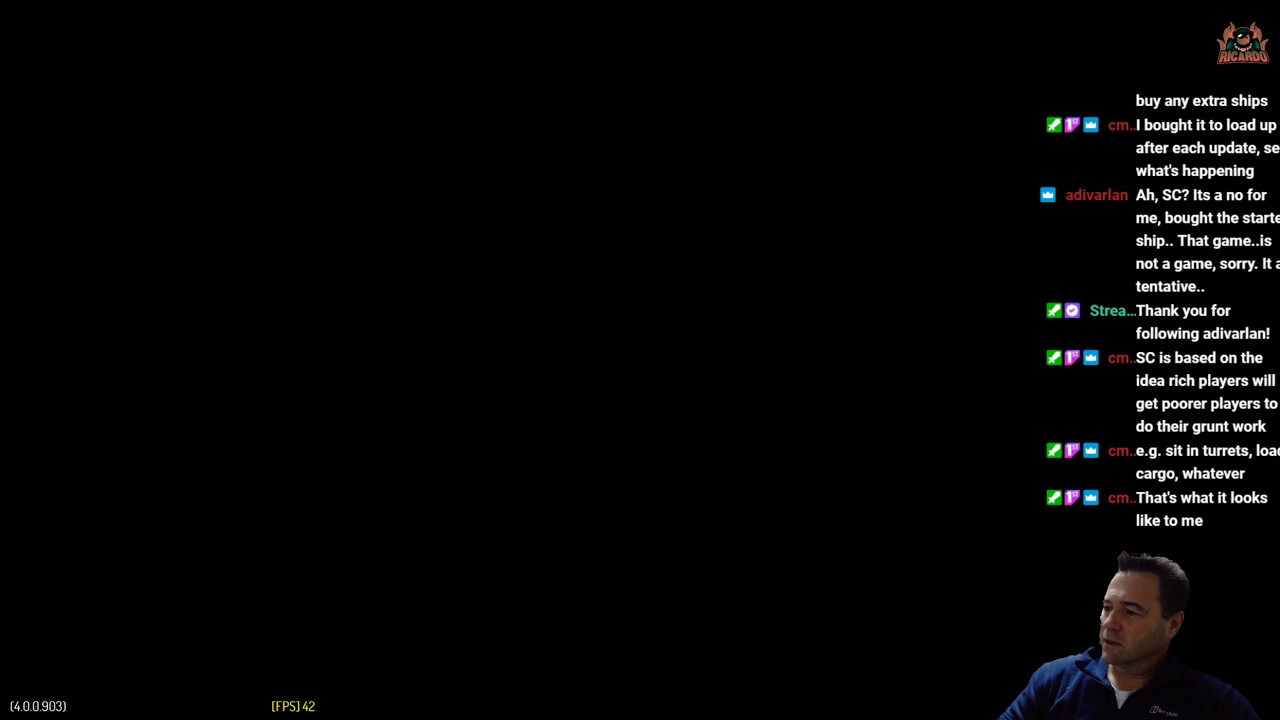 RICARDO
buy any extra ships
cm.. I bought it to load up
after each update, se
what's happening
adivarlan Ah, SC? Its a no for
me, bought the starte
ship.. That game..is
not a game, sorry. It a
tentative..
Strea... Thank you for
following adivarlan!
cm.. SC is based on the
idea rich players will
get poorer players to
do their grunt work
cm.. e.g. sit in turrets, load
cargo, whatever
cm.. That's what it looks
like to me
(4.0.0.903) [FPS] 42